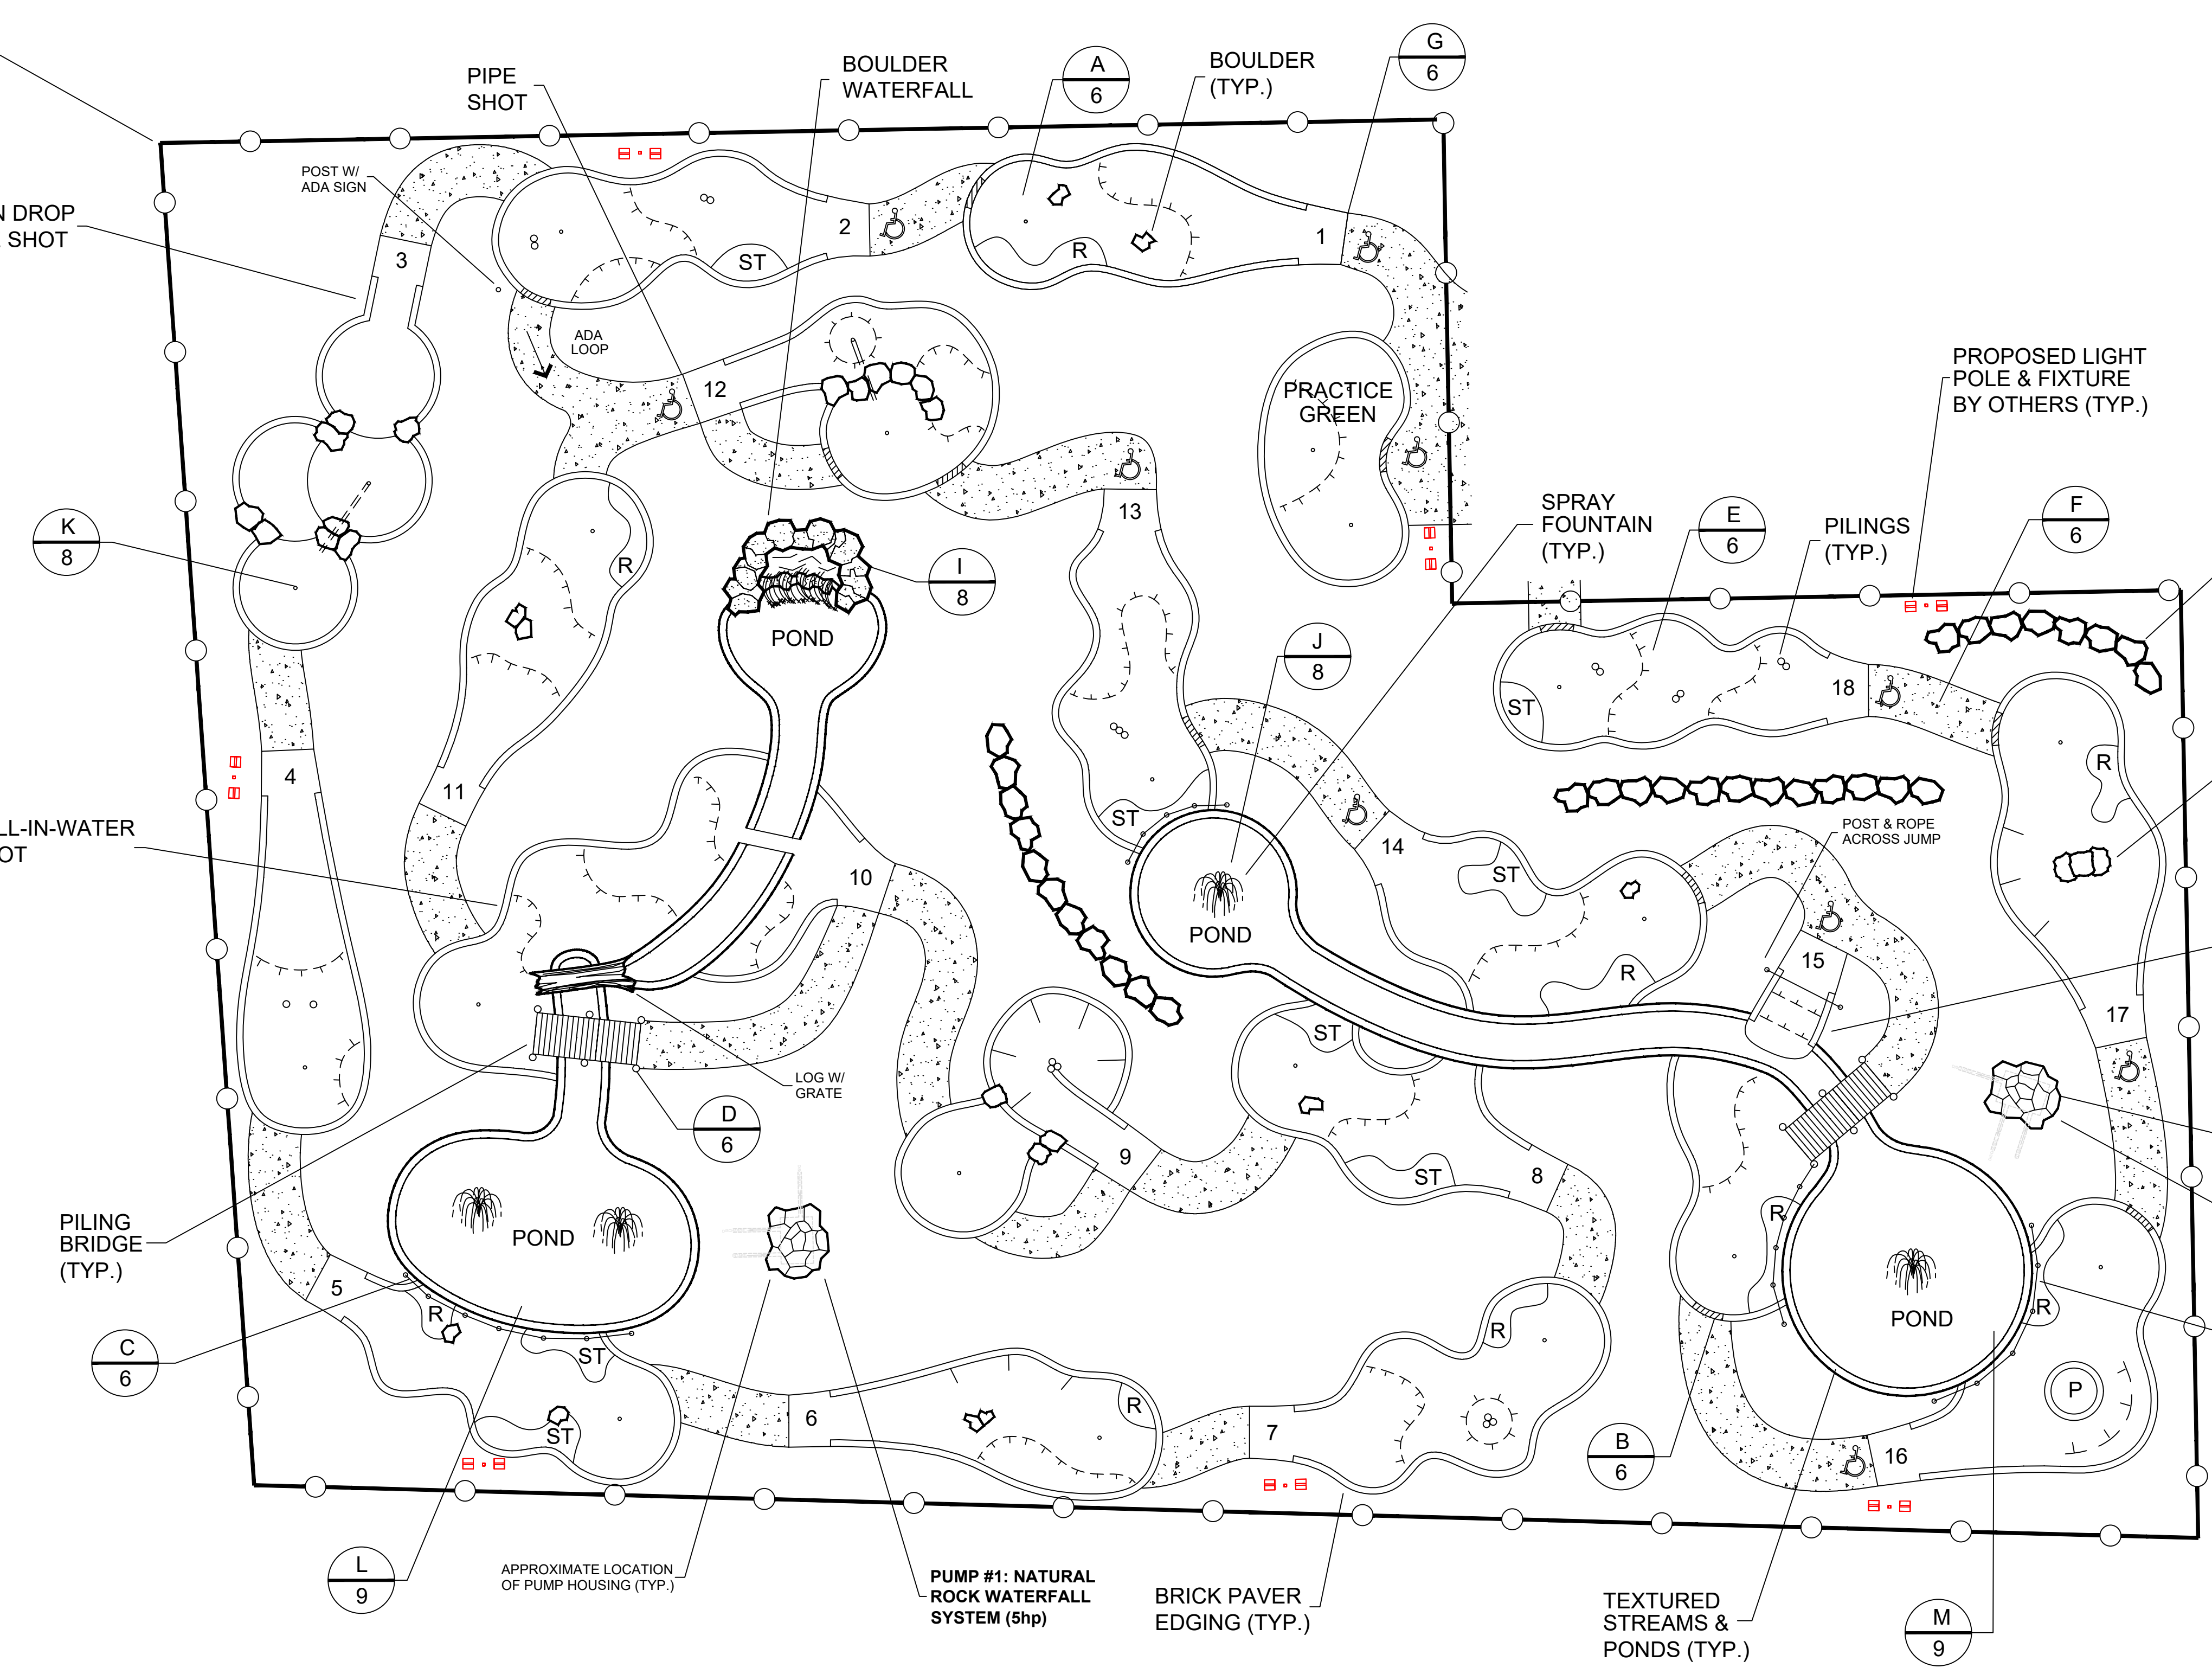 PIPE
SHOT
BOULDER
WATERFALL
A
6
BOULDER
(TYP.)
G
6
POST W/
ADA SIGN
N DROP
SHOT
3
2
ST
R
1
ADA
LOOP
12
PRACTICE
GREEN
PROPOSED LIGHT
POLE & FIXTURE
BY OTHERS (TYP.)
K
8
R
I
8
POND
13
SPRAY
FOUNTAIN
(TYP.)
E
6
PILINGS
(TYP.)
F
6
J
8
ST
18
R
4
11
LL-IN-WATER
OT
10
ST
14
ST
POST & ROPE
ACROSS JUMP
POND
R
15
17
LOG W/
GRATE
D
6
ST
9
ST
8
PILING
BRIDGE
(TYP.)
POND
5
R
ST
R
R
R
POND
C
6
ST
6
R
7
P
B
6
16
L
9
APPROXIMATE LOCATION
OF PUMP HOUSING (TYP.)
PUMP #1: NATURAL
ROCK WATERFALL
SYSTEM (5hp)
BRICK PAVER
EDGING (TYP.)
TEXTURED
STREAMS &
PONDS (TYP.)
M
9